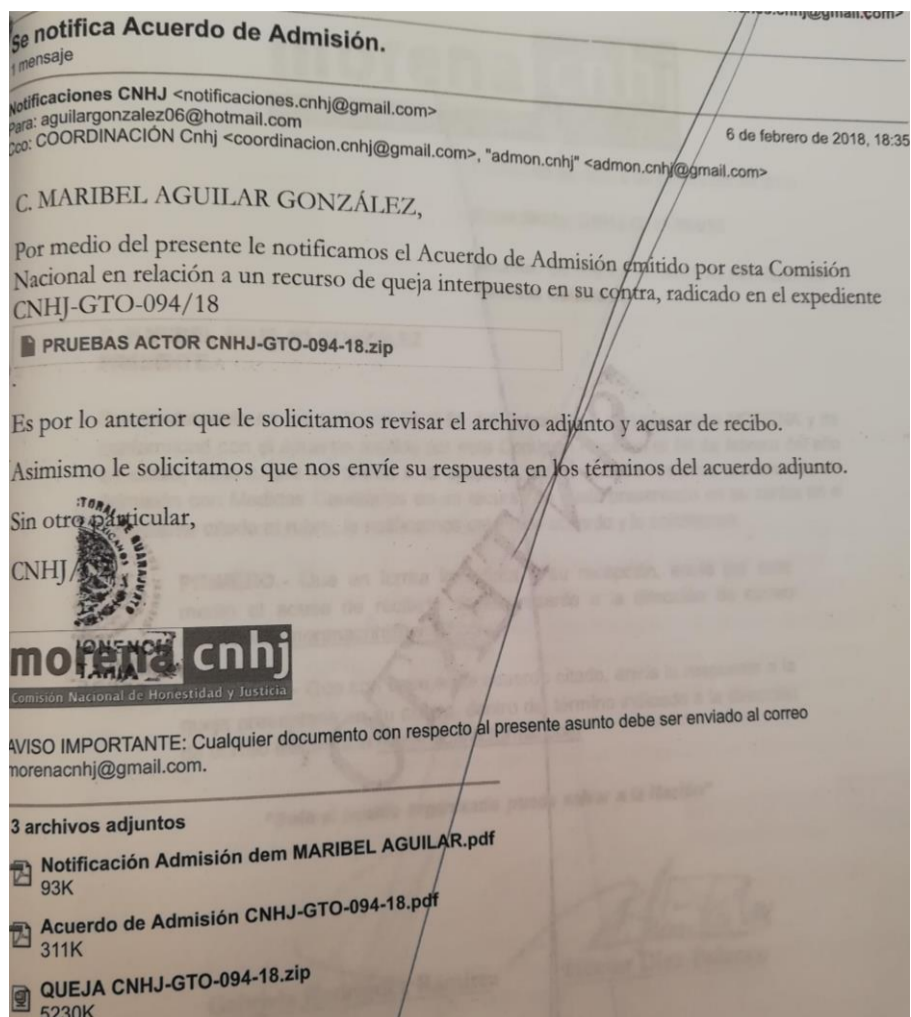 Se notifica Acuerdo de Admisión.
1 mensaje
Notificaciones CNHJ <notificaciones.cnhj@gmail.com>
Para: aguilargonzalez06@hotmail.com
Cco: COORDINACIÓN Cnhj <coordinacion.cnhj@gmail.com>, "admon.cnhj" <admon.cnhj@gmail.com>
6 de febrero de 2018, 18:35
C. MARIBEL AGUILAR GONZÁLEZ,
Por medio del presente le notificamos el Acuerdo de Admisión emitido por esta Comisión
Nacional en relación a un recurso de queja interpuesto en su contra, radicado en el expediente
CNHJ-GTO-094/18
PRUEBAS ACTOR CNHJ-GTO-094-18.zip
.
Es por lo anterior que le solicitamos revisar el archivo adjunto y acusar de recibo.
Asimismo le solicitamos que nos envíe su respuesta en los términos del acuerdo adjunto.
Sin otro particular,
CNHJ/
morena cnhj
Comisión Nacional de Honestidad y Justicia
AVISO IMPORTANTE: Cualquier documento con respecto al presente asunto debe ser enviado al correo
morenacnhj@gmail.com.
3 archivos adjuntos
Notificación Admisión dem MARIBEL AGUILAR.pdf
93K
Acuerdo de Admisión CNHJ-GTO-094-18.pdf
311K
QUEJA CNHJ-GTO-094-18.zip
5230K